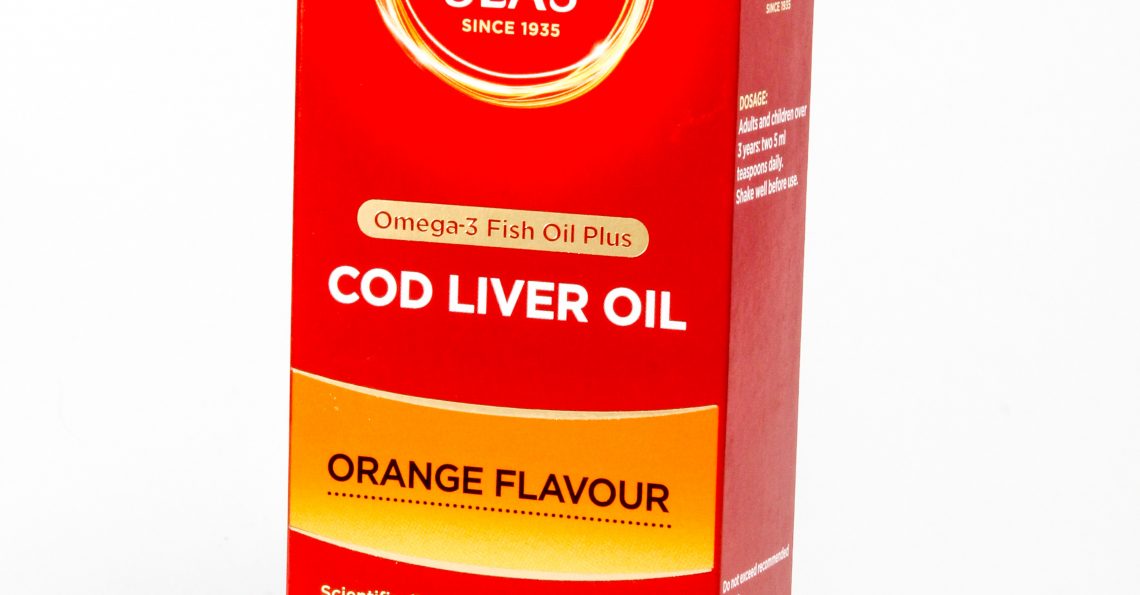 SEAS
SINCE 1935
Omega-3 Fish Oil Plus
COD LIVER OIL
ORANGE FLAVOUR
SINCE 1935
DOSAGE:
Adults and children over
3 years: two 5 ml
teaspoons daily.
Shake well before use.
Do not exceed recommended